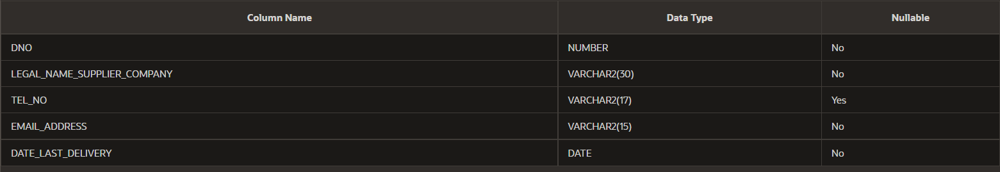 Column Name Data Type Nullable
DNO NUMBER No
LEGAL_NAME_SUPPLIER_COMPANY VARCHAR2(30) No
TEL_NO VARCHAR2(17) Yes
EMAIL_ADDRESS VARCHAR2(15) No
DATE_LAST_DELIVERY DATE No